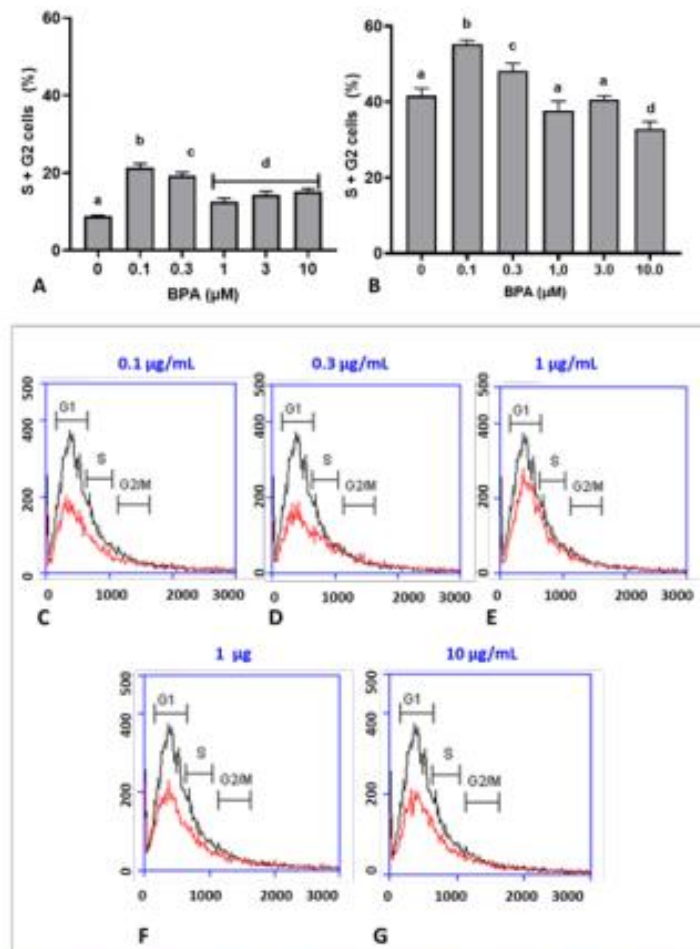 60
40
20
0
S + G2 cells (%)
a
b
c
d
0 0.1 0.3 1 3 10
BPA (µM)
A
60
40
60
0
S + G2 cells (%)
a
b
c
a
a
d
0 0.1 0.3 1.0 3.0 10.0
BPA (µM)
B
0.1 µg/mL
500
400
200
0
G1
S
G2/M
0 1000 2000 3000
C
0.3 µg/mL
500
400
200
0
G1
S
G2/M
0 1000 2000 3000
D
1 µg/mL
500
400
200
0
G1
S
G2/M
0 1000 2000 3000
E
1 µg
500
400
200
0
G1
S
G2/M
0 1000 2000 3000
F
10 µg/mL
500
400
200
0
G1
S
G2/M
0 1000 2000 3000
G